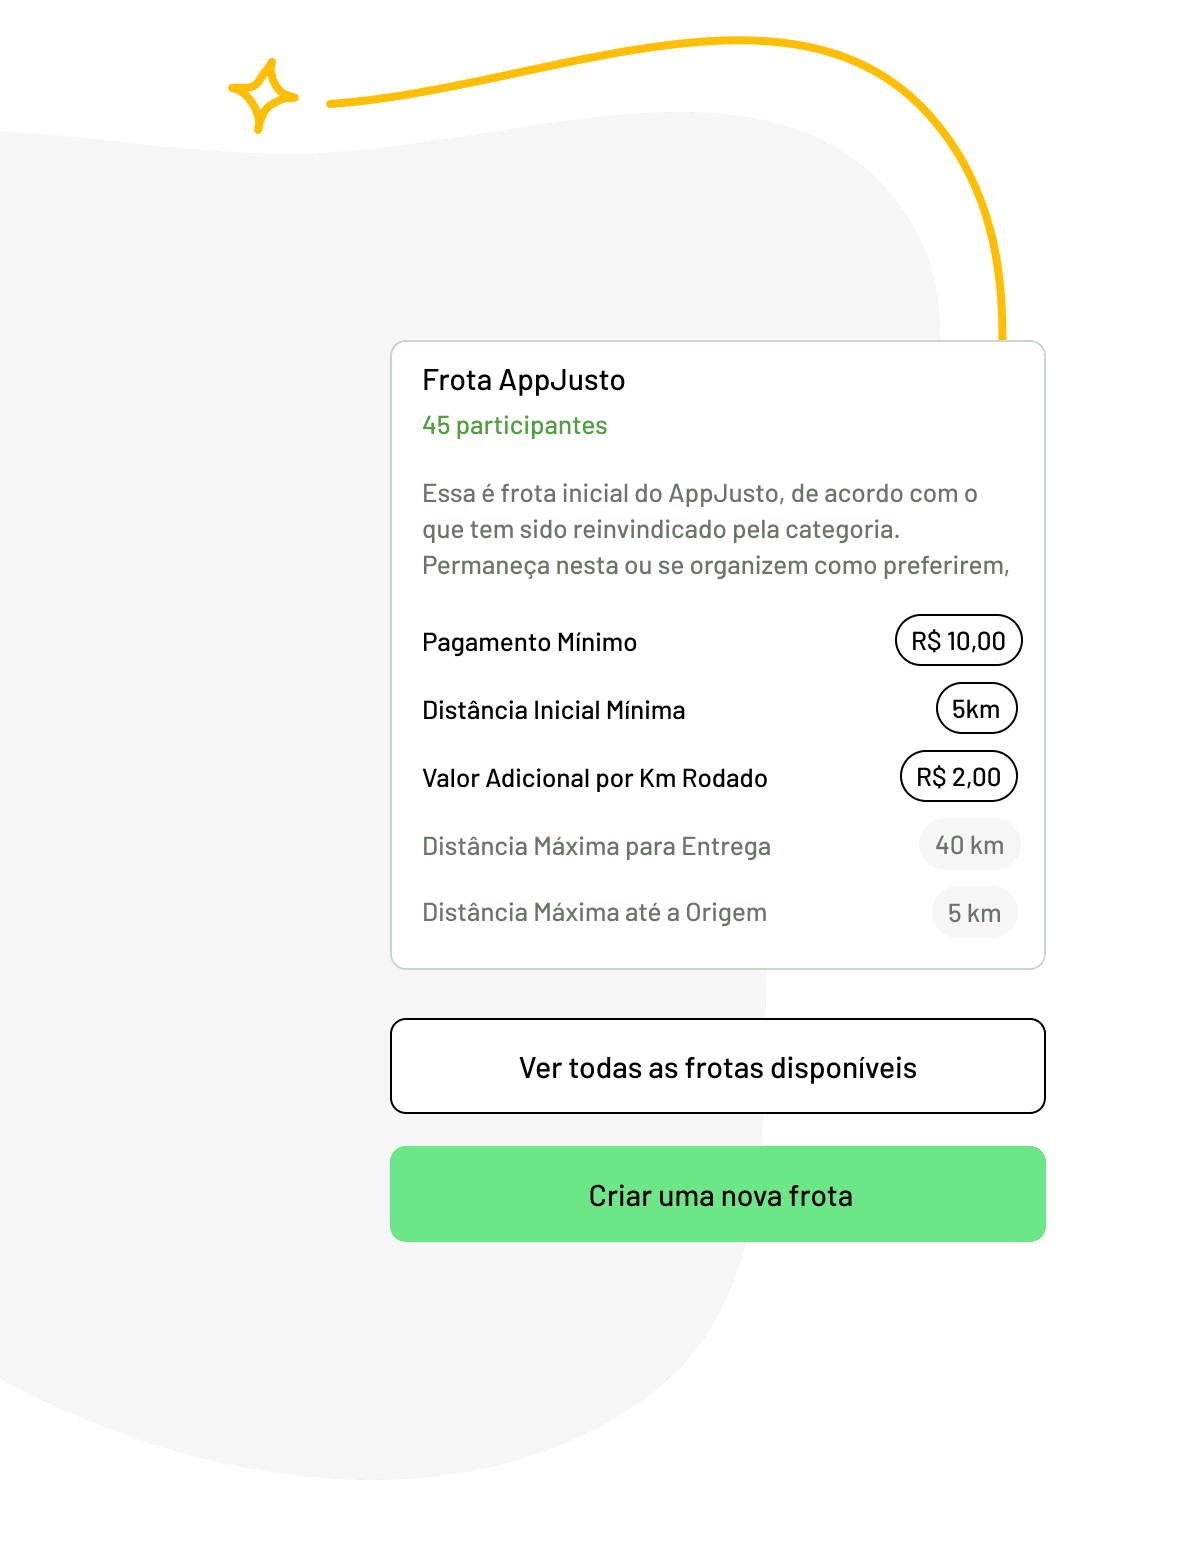 Frota AppJusto
45 participantes
Essa é frota inicial do AppJusto, de acordo com o
que tem sido reinvindicado pela categoria.
Permaneça nesta ou se organizem como preferirem,
Pagamento Mínimo R$ 10,00
Distância Inicial Mínima 5km
Valor Adicional por Km Rodado R$ 2,00
Distância Máxima para Entrega 40 km
Distância Máxima até a Origem 5 km
Ver todas as frotas disponíveis
Criar uma nova frota